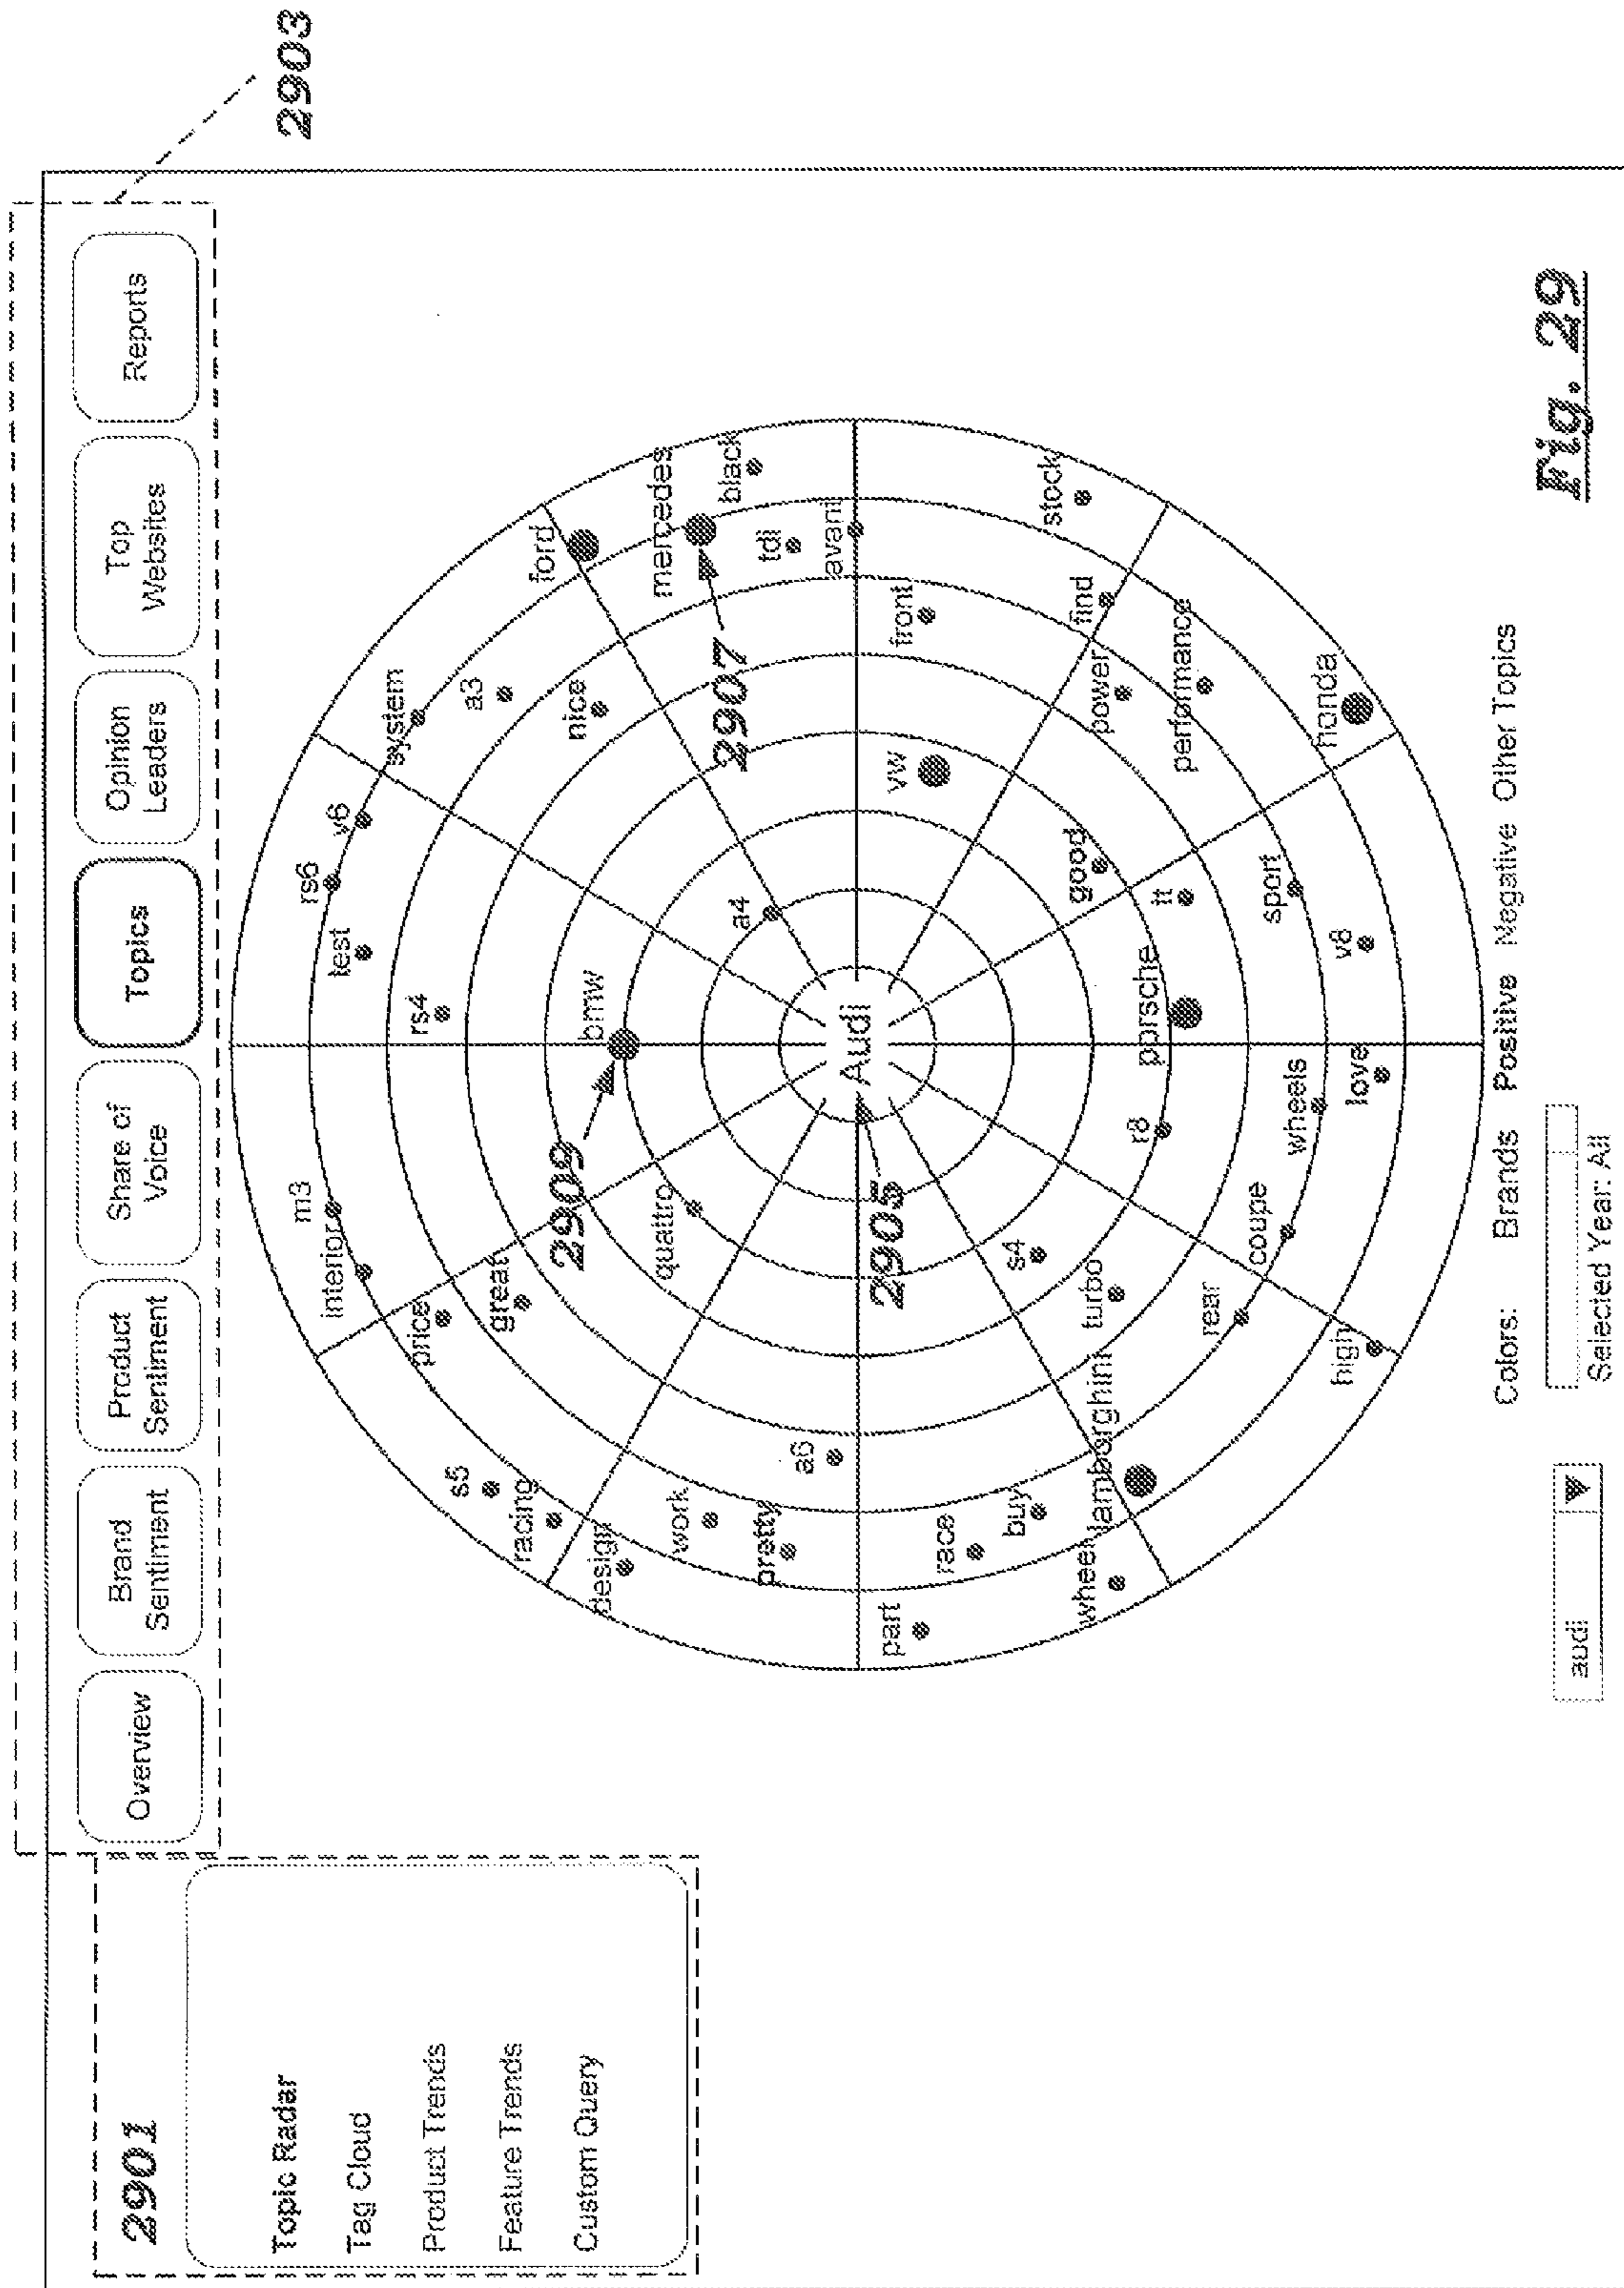 2903
Overview
Brand
Sentiment
Product
Sentiment
Share of
Voice
Topics
Opinion
Leaders
Top
Websites
Reports
2901
Topic Radar
Tag Cloud
Product Trends
Feature Trends
Custom Query
m3
interior
test
rs6
v6
system
a3
nice
ford
mercedes
black
tdi
avant
2907
rs4
bmw
2909
a4
quattro
great
price
s5
racing
design
work
pretty
a6
Audi
2905
vw
front
stock
find
power
performance
honda
good
tt
sport
v8
porsche
r8
s4
turbo
wheels
love
coupe
rear
high
lamborghini
wheel
buy
race
part
Colors: Brands Positive Negative Other Topics
audi
Selected Year: All
Fig. 29